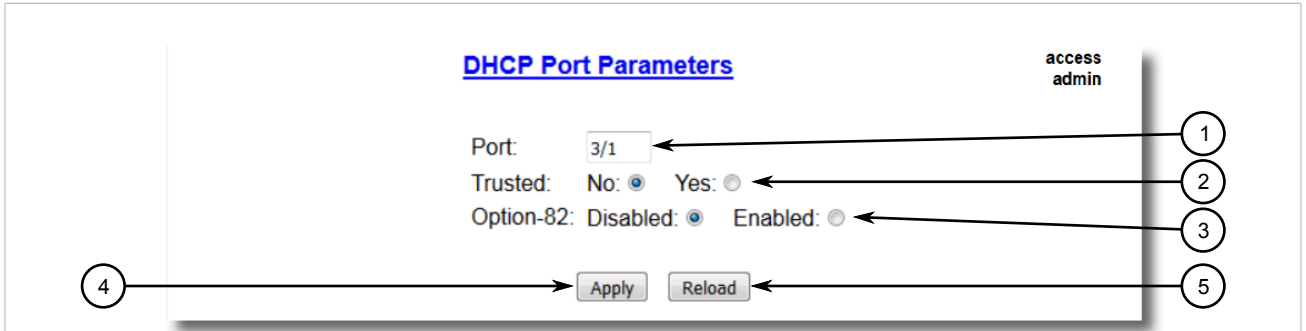 DHCP Port Parameters
access
admin
Port: 3/1
1
Trusted: No: Yes:
2
Option-82: Disabled: Enabled:
3
4
Apply Reload
5